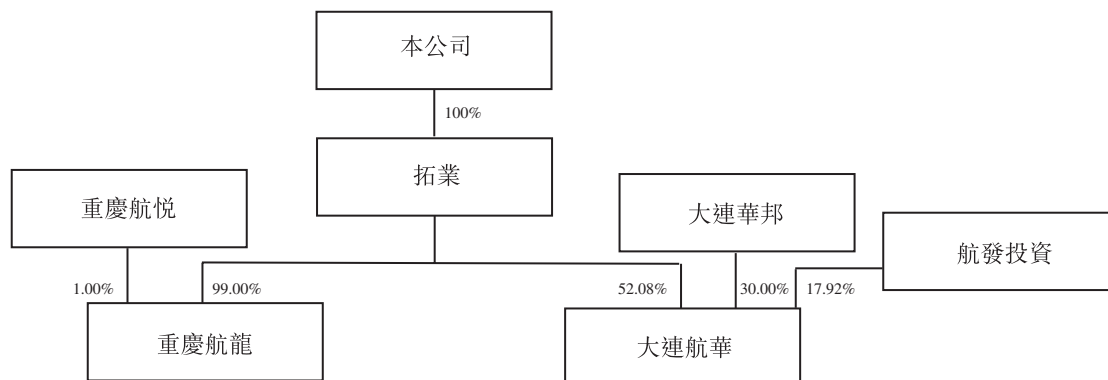 本公司
100%
拓業
重慶航悦
大連華邦
航發投資
1.00%
99.00%
52.08%
30.00%
17.92%
重慶航龍
大連航華